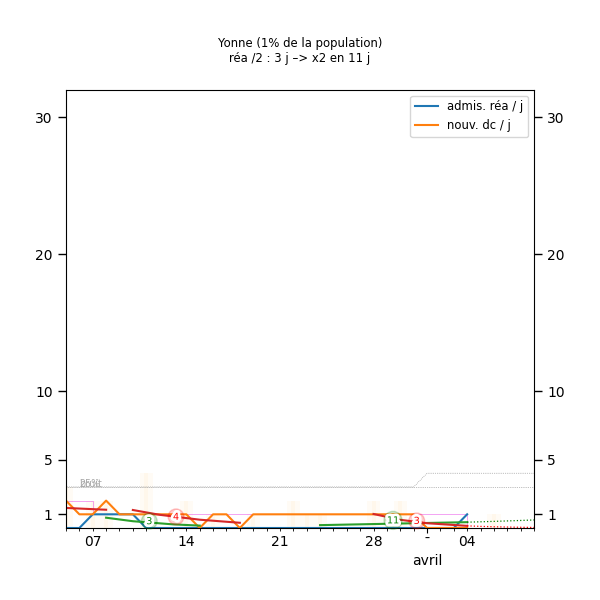 Yonne (1% de la population)
réa /2 : 3 j –> x2 en 11 j
admis. réa / j
nouv. dc / j
30 30
20 20
10 10
5 5
1 1
3 4 11 3
07 14 21 28 - 04
avril